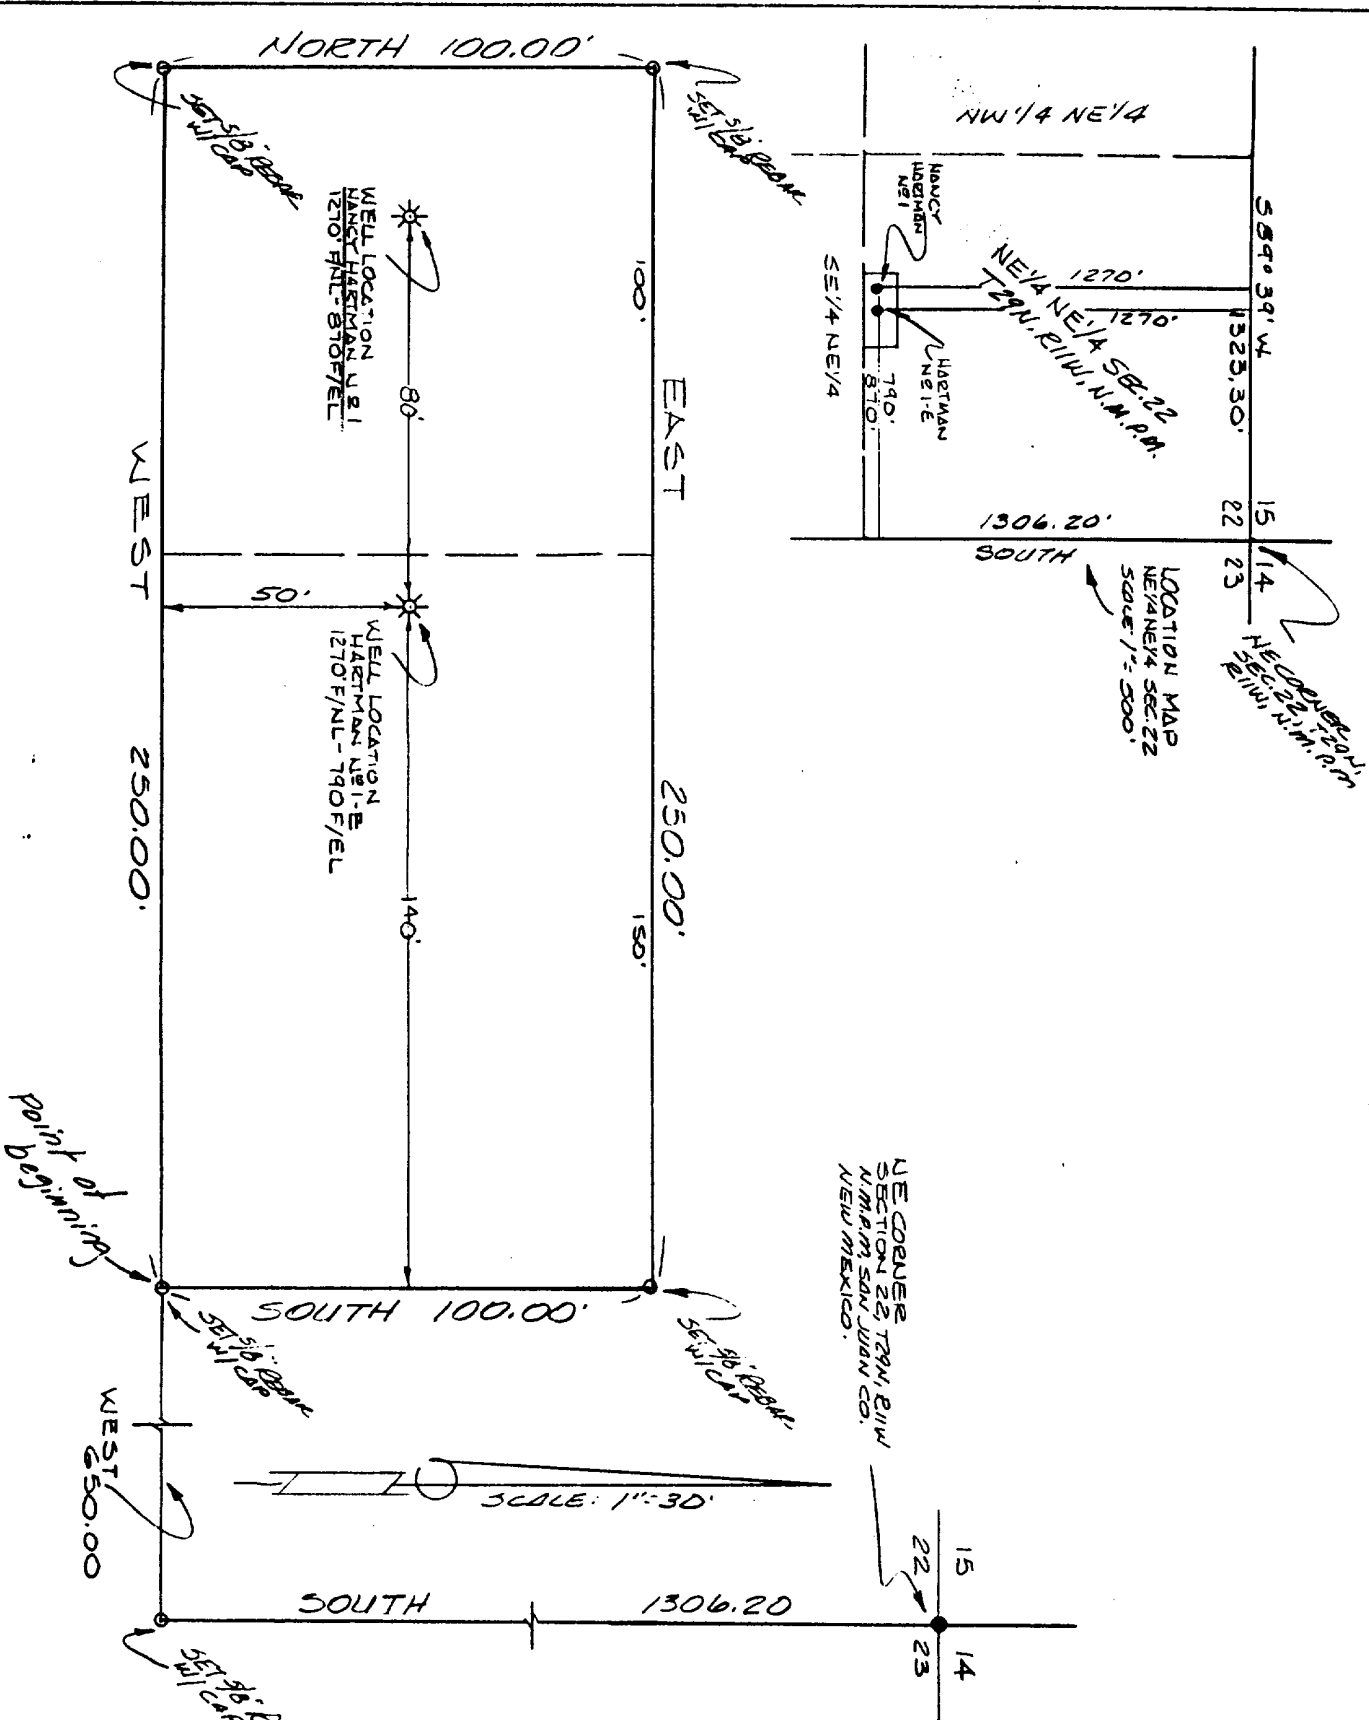 NORTH 100.00'
SET 5/8" REBAR
W/ CAP
SET 5/8" REBAR
W/ CAP
WELL LOCATION
NANCY HARTMAN Nº 1
1270' F/NL - 870 F/EL
80'
100'
EAST
250.00'
150'
WEST
250.00'
50'
WELL LOCATION
HARTMAN Nº 1-E
1270 F/NL - 790 F/EL
140'
point of
beginning
SOUTH 100.00'
SET 5/8" REBAR
W/ CAP
SET 5/8" REBAR
W/ CAP
WEST
650.00
SCALE: 1"=30'
SOUTH
1306.20
SET 5/8"
W/ CAP
NE CORNER
SECTION 22, T29N, R11W
N.M.P.M, SAN JUAN CO.
NEW MEXICO.
15
14
22
23
NW 1/4 NE 1/4
S 89° 39' W
1323.30'
NANCY
HARTMAN
Nº 1
1270'
1270'
NE 1/4 NE 1/4 SEC. 22
T29N, R11W, N.M.P.M.
SE 1/4 NE 1/4
HARTMAN
Nº 1-E
790'
870'
1306.20'
SOUTH
15
14
22
23
NE CORNER
SEC. 22, T29N,
R11W, N.M.P.M
LOCATION MAP
NE 1/4 NE 1/4 SEC. 22
SCALE 1" = 500'